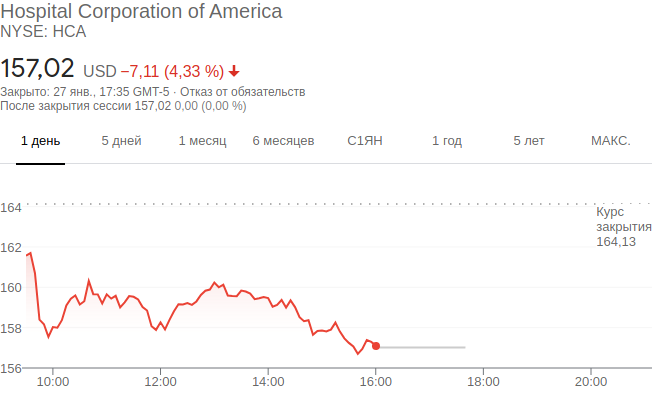 Hospital Corporation of America
NYSE: HCA
157,02 USD −7,11 (4,33 %)
Закрыто: 27 янв., 17:35 GMT-5 · Отказ от обязательств
После закрытия сессии 157,02 0,00 (0,00 %)
1 день 5 дней 1 месяц 6 месяцев С1ЯН 1 год 5 лет МАКС.
164
Курс
закрытия
164,13
162
160
158
156
10:00 12:00 14:00 16:00 18:00 20:00